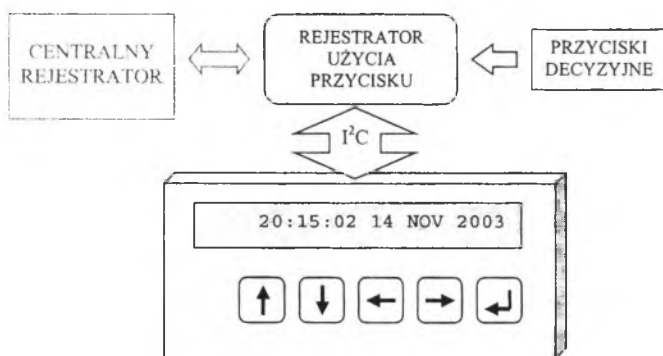 CENTRALNY
REJESTRATOR
REJESTRATOR
UŻYCIA
PRZYCISKU
PRZYCISKI
DECYZYJNE
I²C
20:15:02 14 NOV 2003